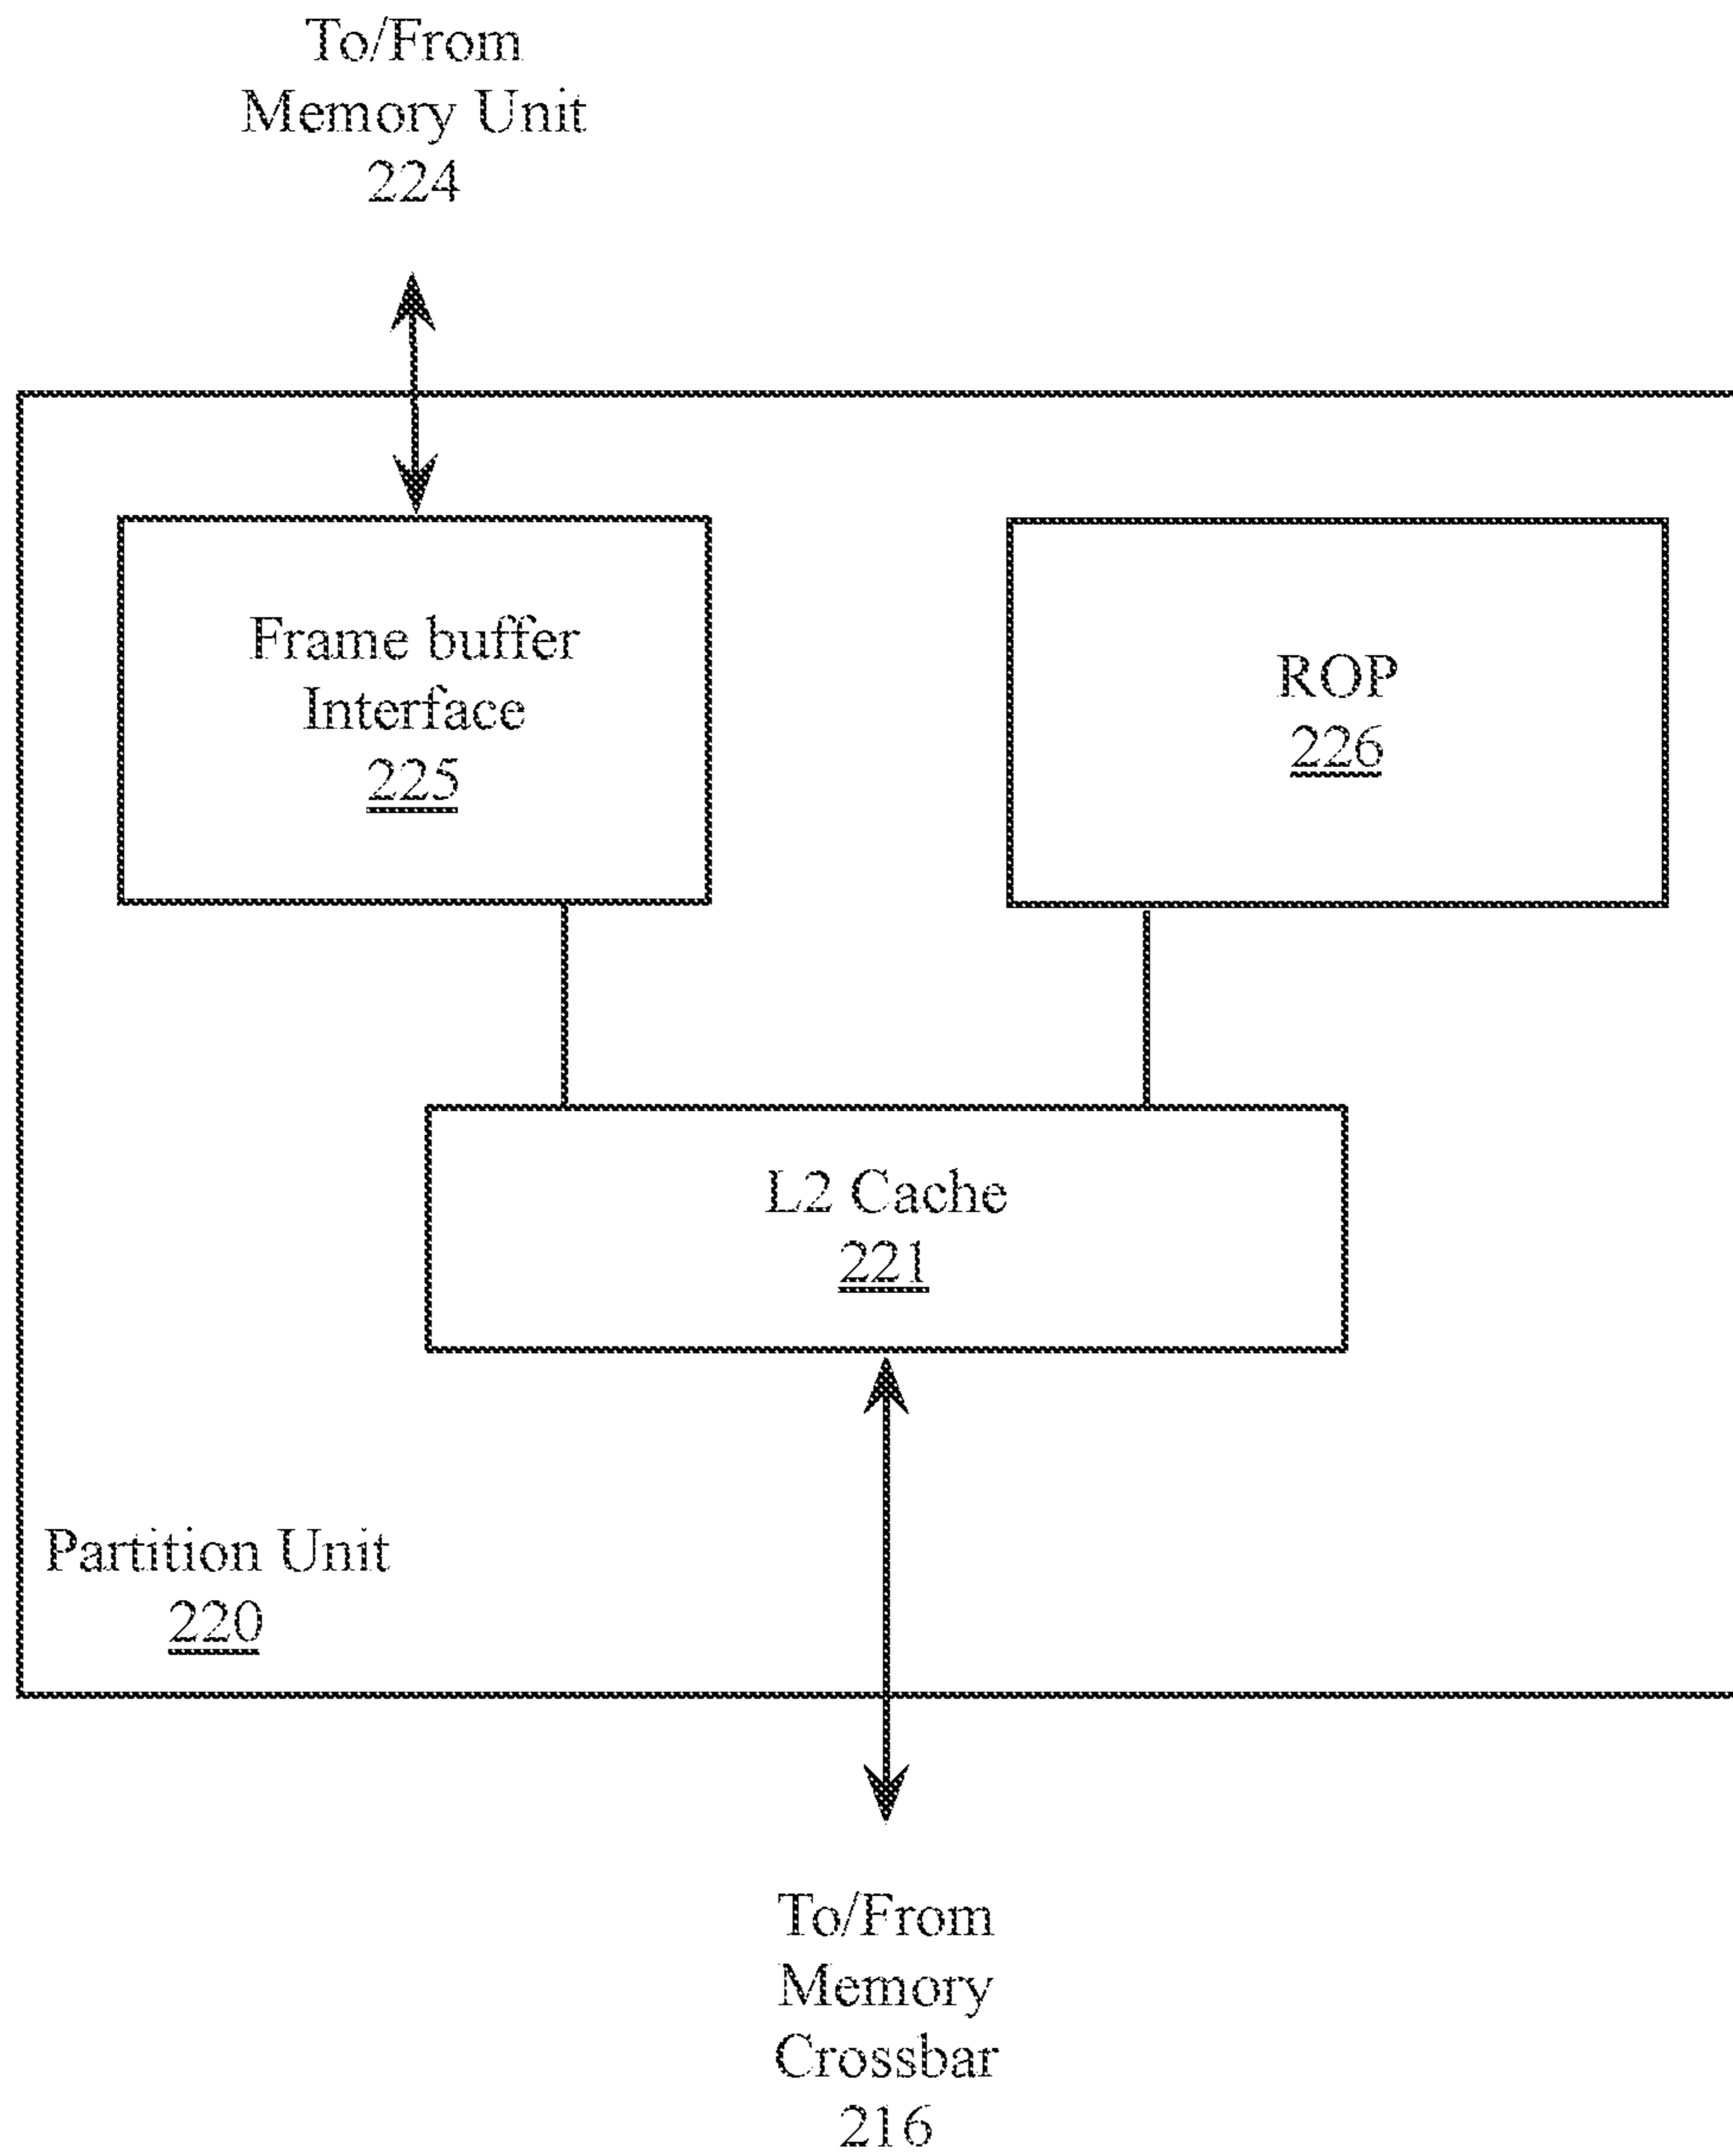 To/From
Memory Unit
224
Frame buffer
Interface
225
ROP
226
L2 Cache
221
Partition Unit
220
To/From
Memory
Crossbar
216